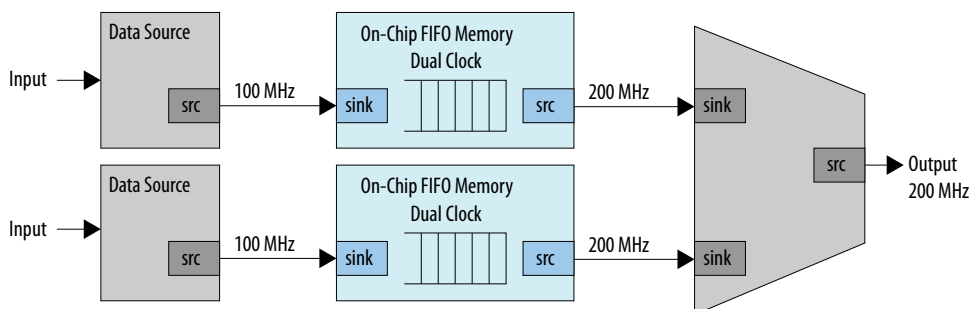 Data Source
Input
src
100 MHz
On-Chip FIFO Memory
Dual Clock
sink
src
200 MHz
sink
Data Source
Input
src
100 MHz
On-Chip FIFO Memory
Dual Clock
sink
src
200 MHz
sink
src
Output
200 MHz